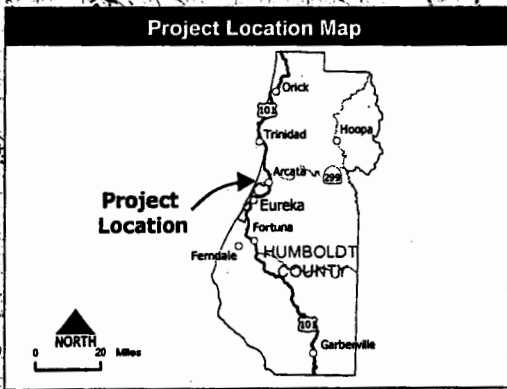 Project Location Map
Orick
101
Trinidad
Hoopa
Arcata
299
Project
Location
Eureka
Fortuna
Ferndale
HUMBOLDT
COUNTY
101
NORTH
0 20 Miles
Garberville